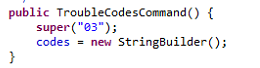 public TroubleCodesCommand() {
super("03");
codes = new StringBuilder();
}